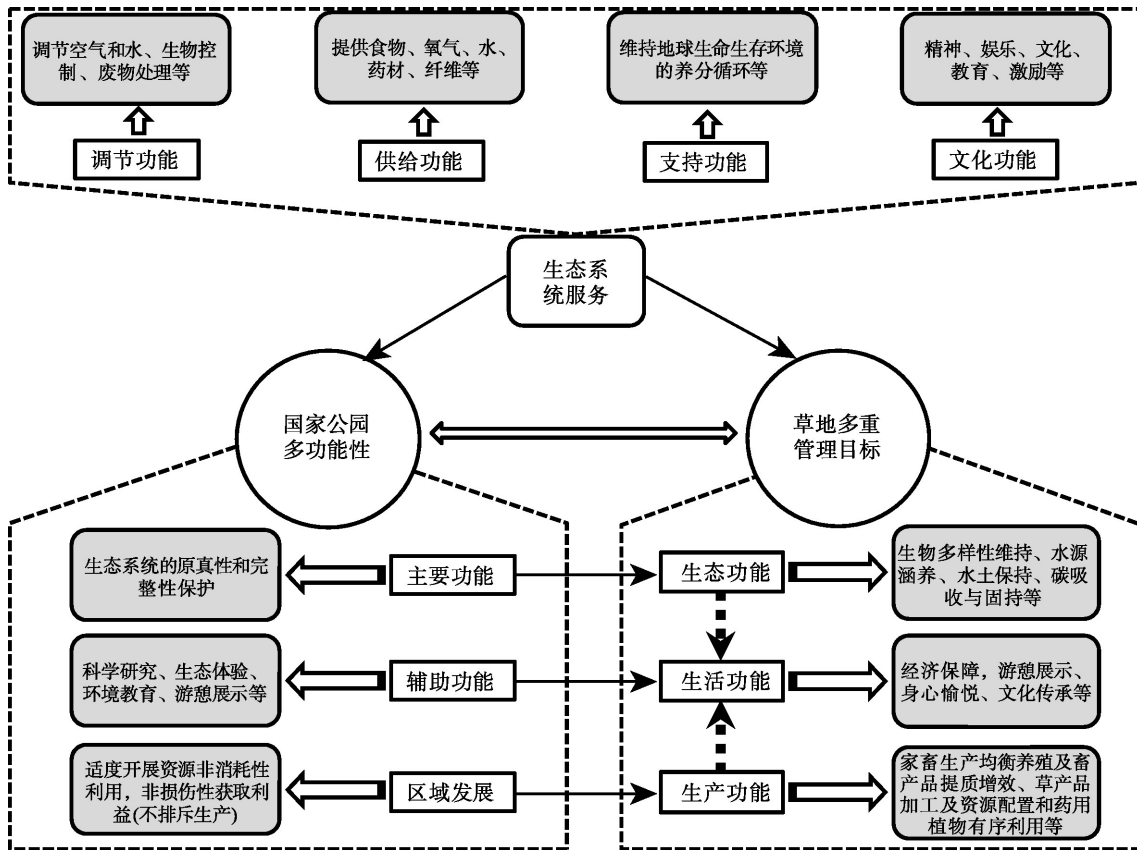 调节空气和水、生物控
制、废物处理等
提供食物、氧气、水、
药材、纤维等
维持地球生命生存环境
的养分循环等
精神、娱乐、文化、
教育、激励等
调节功能
供给功能
支持功能
文化功能
生态系
统服务
国家公园
多功能性
草地多重
管理目标
生态系统的原真性和完
整性保护
主要功能
生态功能
生物多样性维持、水源
涵养、水土保持、碳吸
收与固持等
科学研究、生态体验、
环境教育、游憩展示等
辅助功能
生活功能
经济保障，游憩展示、
身心愉悦、文化传承等
适度开展资源非消耗性
利用，非损伤性获取利
益(不排斥生产)
区域发展
生产功能
家畜生产均衡养殖及畜
产品提质增效、草产品
加工及资源配置和药用
植物有序利用等